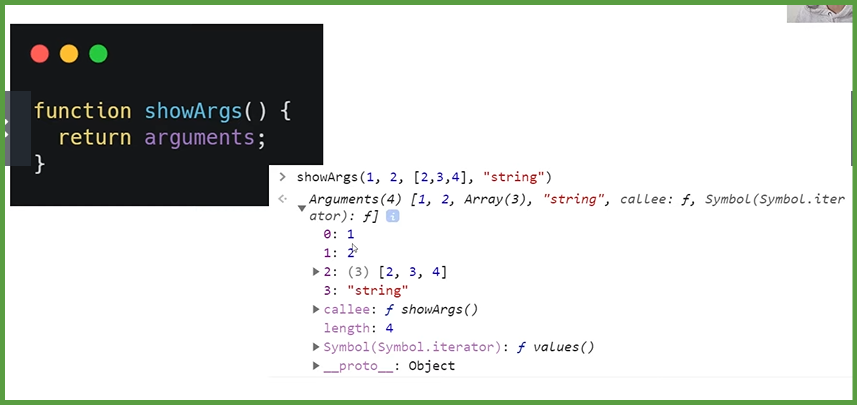 function showArgs() {
return arguments;
}
showArgs(1, 2, [2,3,4], "string")
Arguments(4) [1, 2, Array(3), "string", callee: ƒ, Symbol(Symbol.iter
ator): ƒ] i
0: 1
1: 2
2: (3) [2, 3, 4]
3: "string"
callee: ƒ showArgs()
length: 4
Symbol(Symbol.iterator): ƒ values()
__proto__: Object